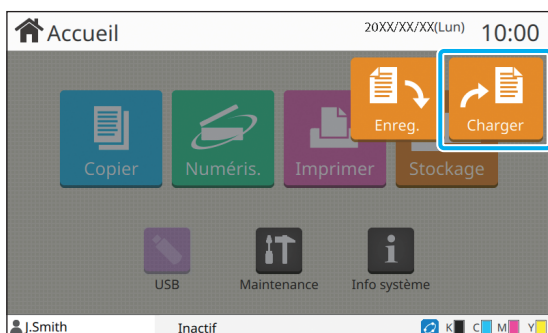 Accueil
20XX/XX/XX(Lun) 10:00
Enreg. Charger
Copier Numéris. Imprimer Stockage
USB Maintenance Info système
J.Smith Inactif K C M Y